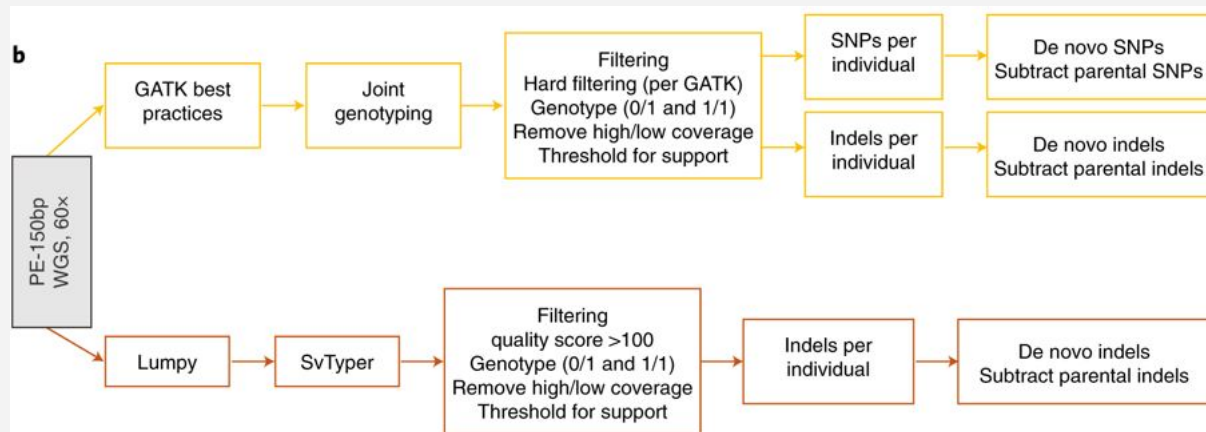 b
PE-150bp
WGS, 60×
GATK best
practices
Joint
genotyping
Filtering
Hard filtering (per GATK)
Genotype (0/1 and 1/1)
Remove high/low coverage
Threshold for support
SNPs per
individual
De novo SNPs
Subtract parental SNPs
Indels per
individual
De novo indels
Subtract parental indels
Lumpy
SvTyper
Filtering
quality score >100
Genotype (0/1 and 1/1)
Remove high/low coverage
Threshold for support
Indels per
individual
De novo indels
Subtract parental indels